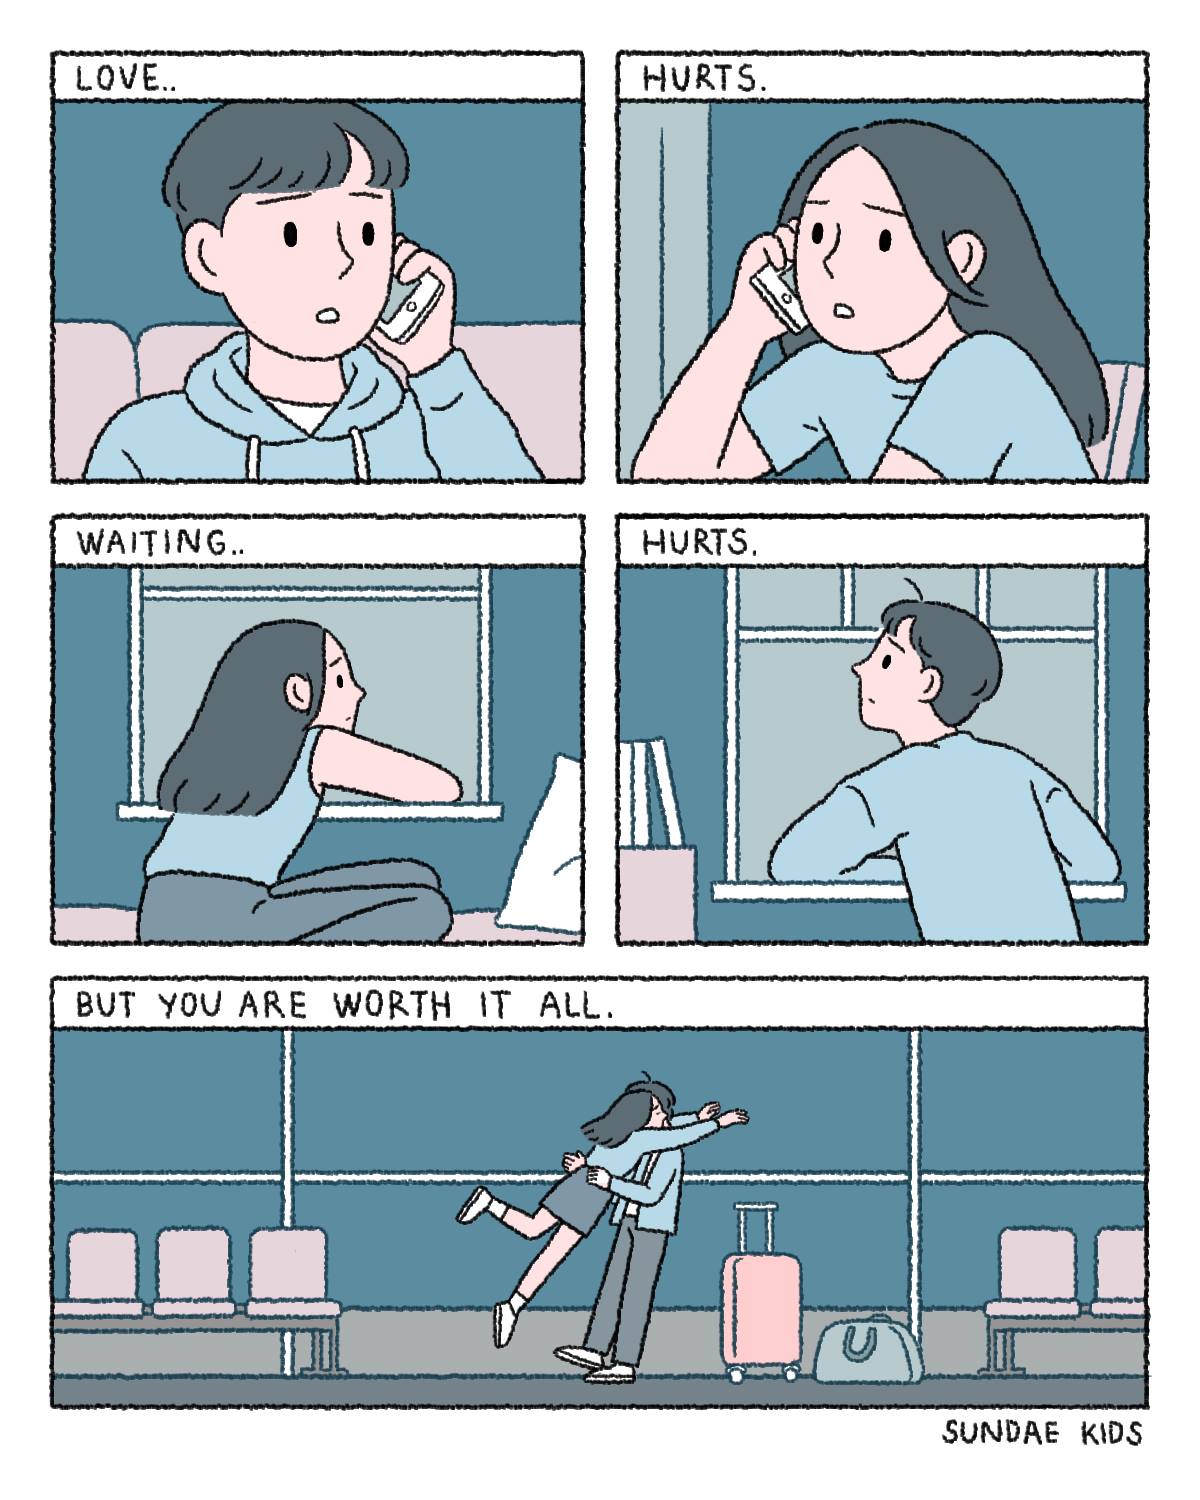 LOVE..
HURTS.
WAITING..
HURTS.
BUT YOU ARE WORTH IT ALL.
SUNDAE KIDS